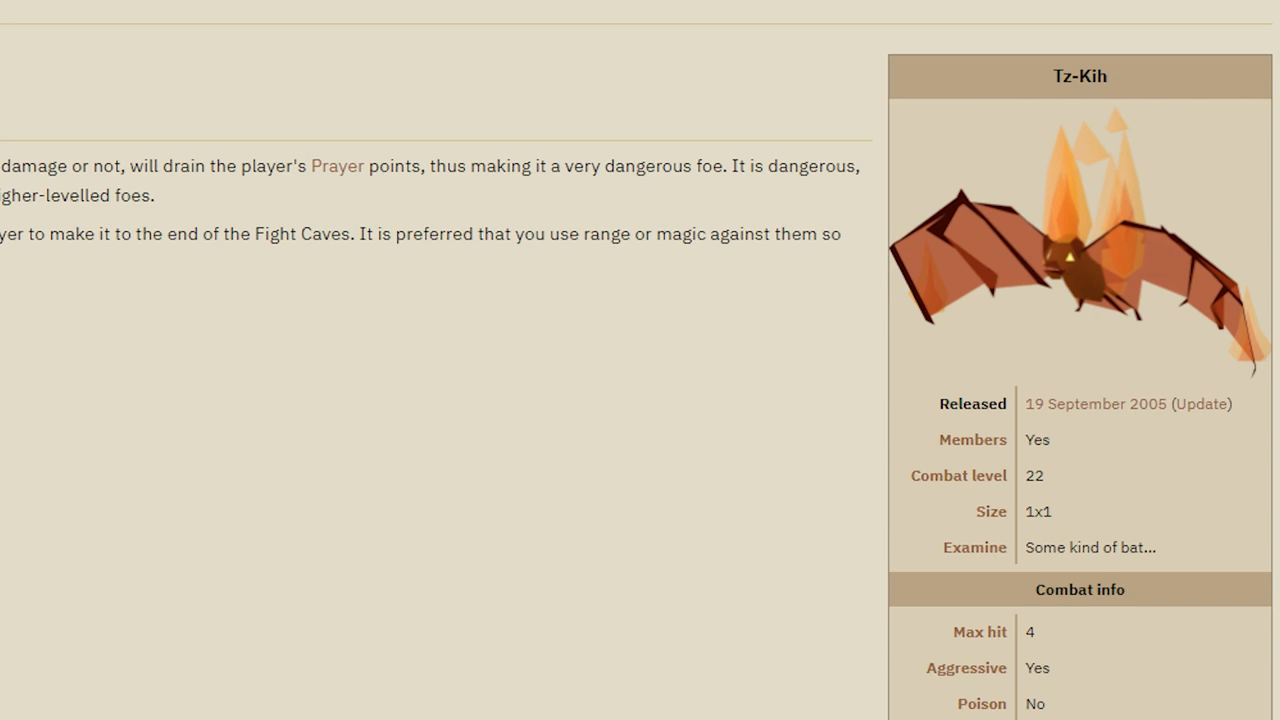 damage or not, will drain the player's Prayer points, thus making it a very dangerous foe. It is dangerous,
igher-levelled foes.
yer to make it to the end of the Fight Caves. It is preferred that you use range or magic against them so
Tz-Kih
Released 19 September 2005 (Update)
Members Yes
Combat level 22
Size 1x1
Examine Some kind of bat...
Combat info
Max hit 4
Aggressive Yes
Poison No